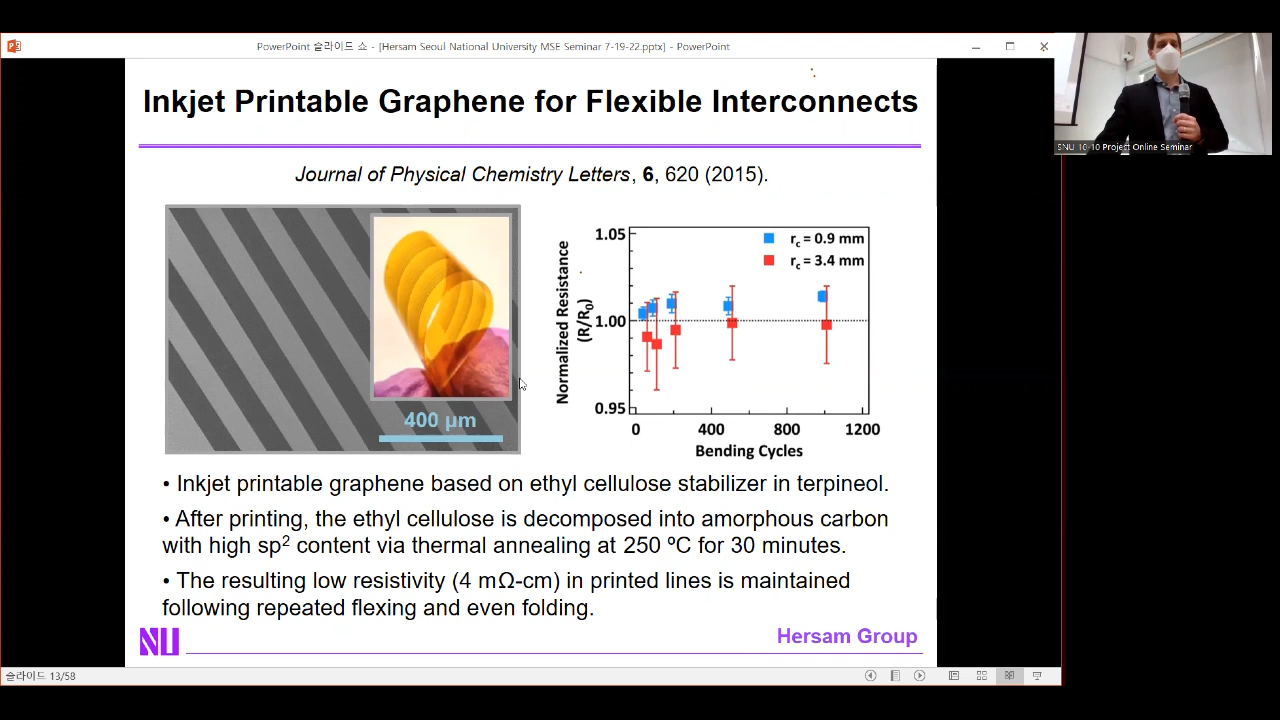 PowerPoint 슬라이드 쇼 - [Hersam Seoul National University MSE Seminar 7-19-22.pptx] - PowerPoint
Inkjet Printable Graphene for Flexible Interconnects
SNU 10-10 Project Online Seminar
Journal of Physical Chemistry Letters, 6, 620 (2015).
400 μm
Normalized Resistance
(R/R0)
1.05
1.00
0.95
rc = 0.9 mm
rc = 3.4 mm
0 400 800 1200
Bending Cycles
• Inkjet printable graphene based on ethyl cellulose stabilizer in terpineol.
• After printing, the ethyl cellulose is decomposed into amorphous carbon
with high sp² content via thermal annealing at 250 ºC for 30 minutes.
• The resulting low resistivity (4 mΩ-cm) in printed lines is maintained
following repeated flexing and even folding.
NU
Hersam Group
슬라이드 13/58